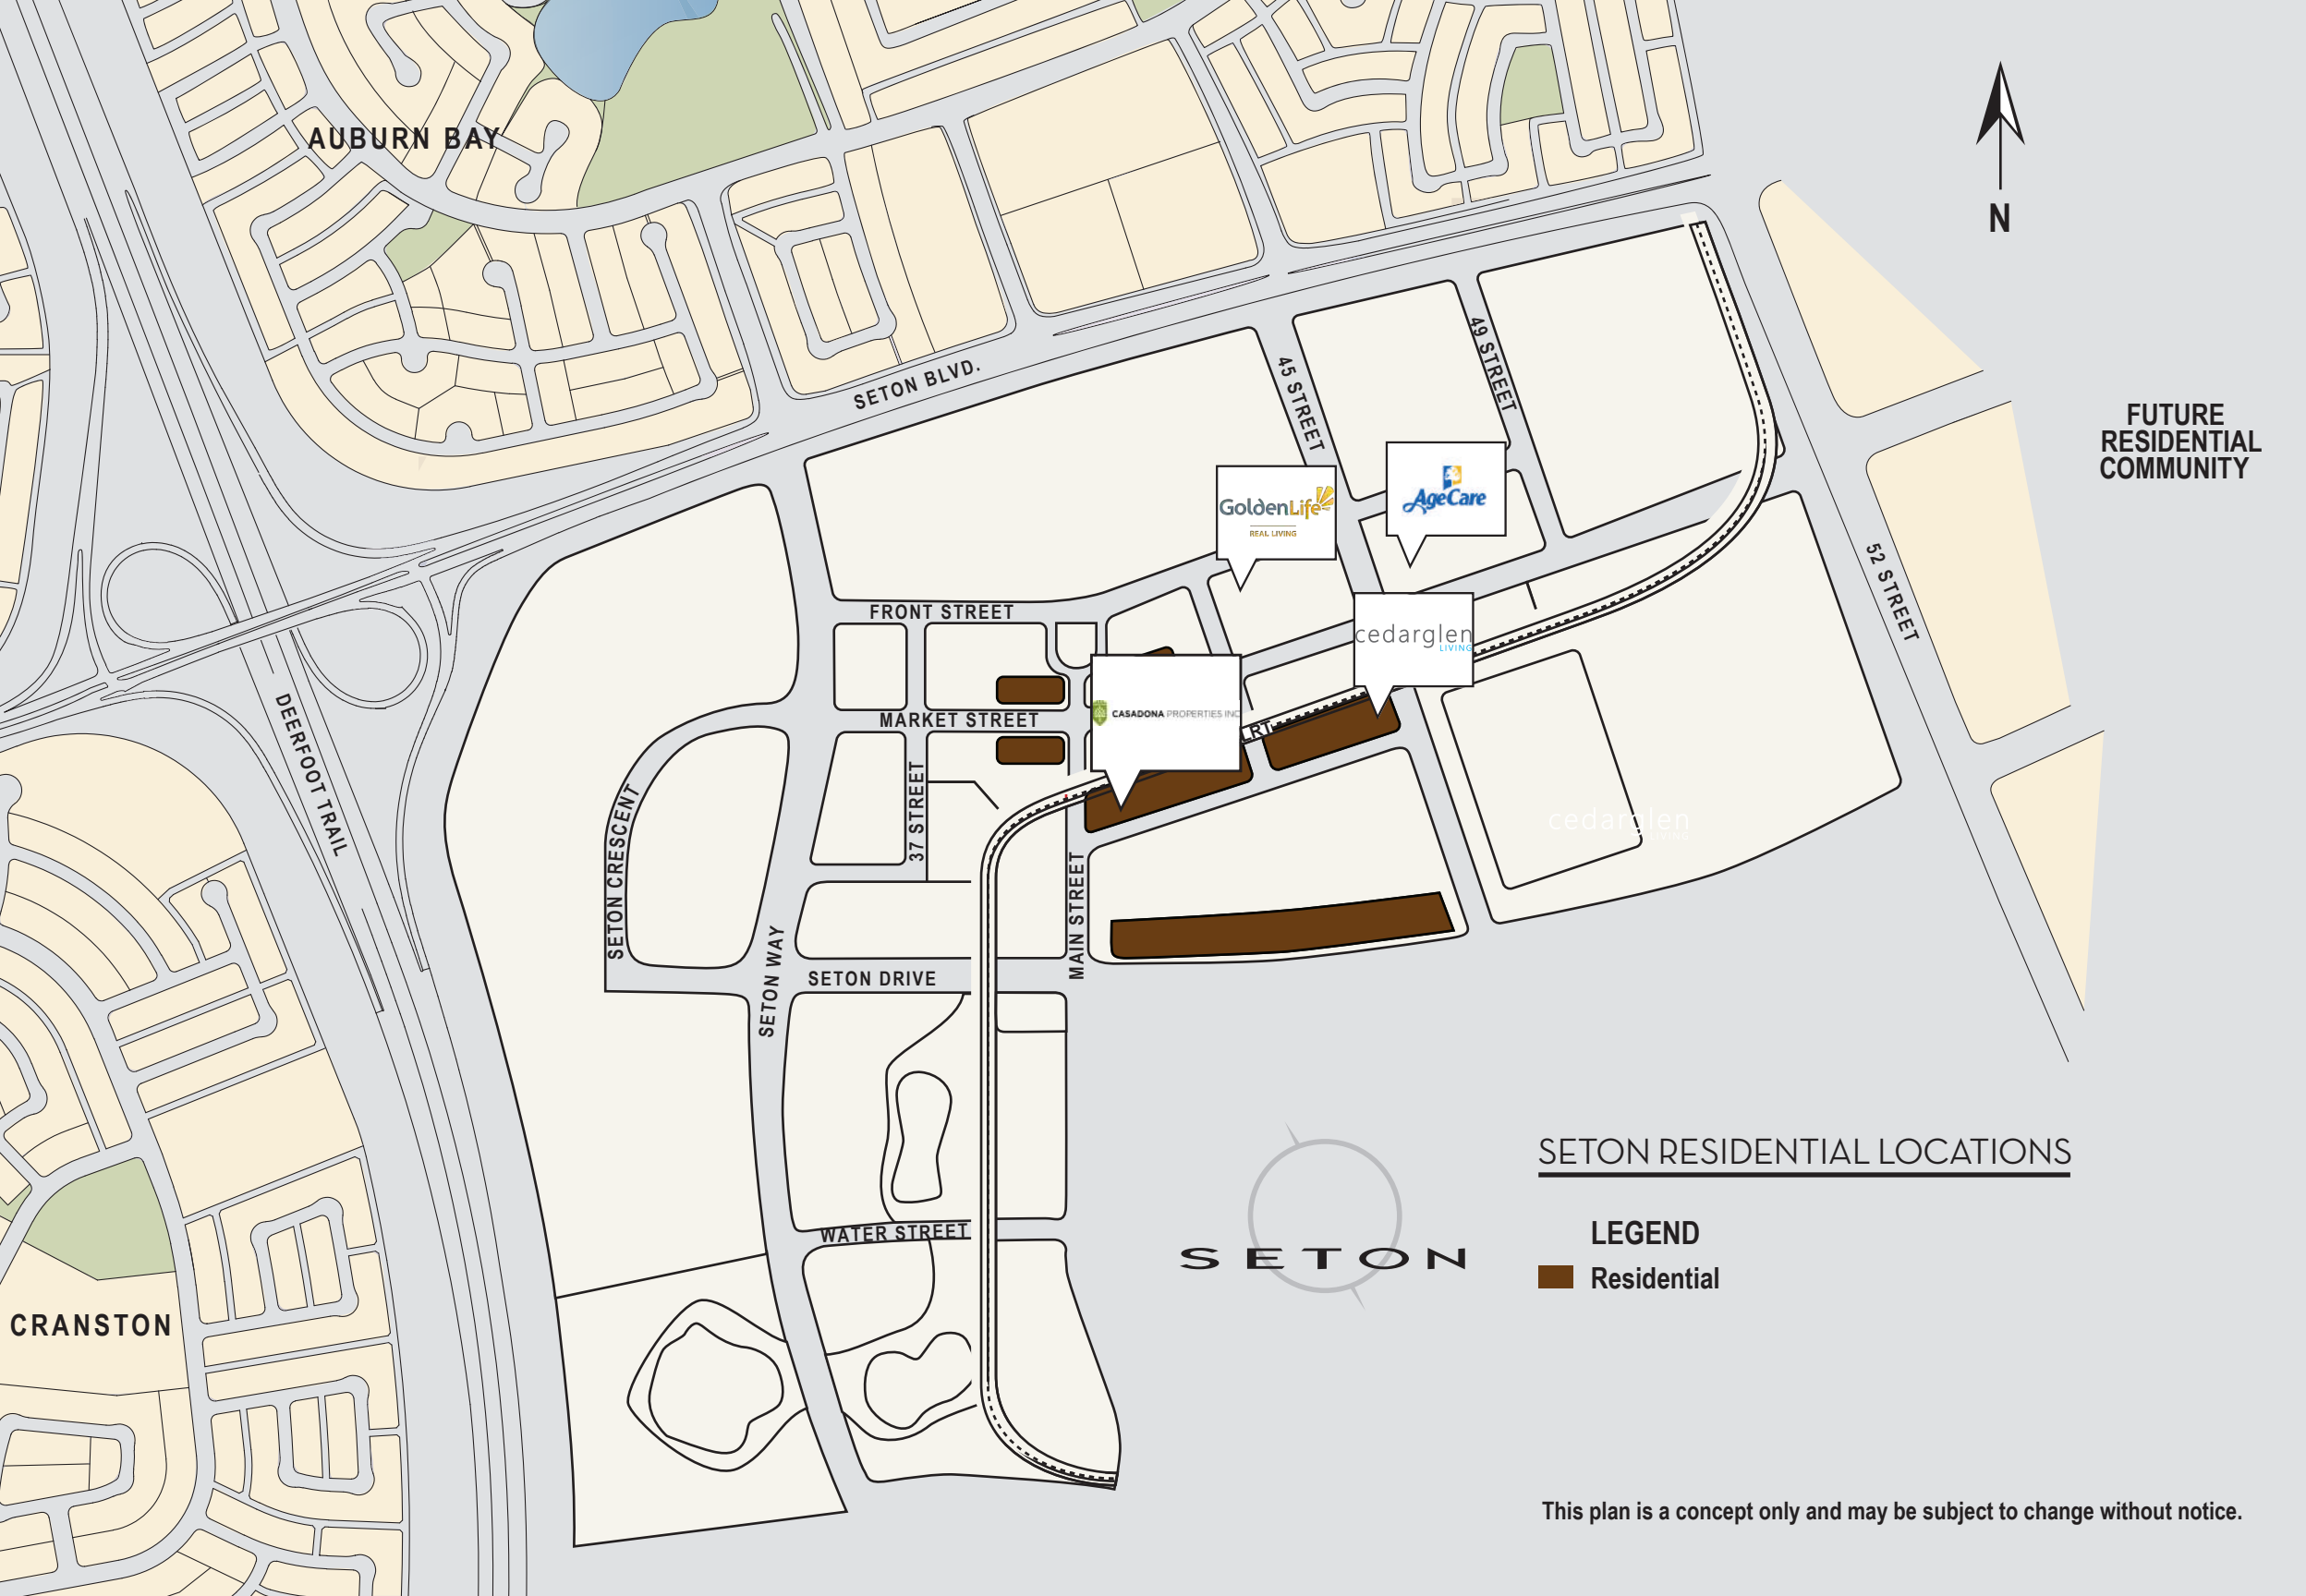 AUBURN BAY
N
SETON BLVD.
45 STREET
49 STREET
FUTURE
RESIDENTIAL
COMMUNITY
GoldenLife
REAL LIVING
AgeCare
52 STREET
FRONT STREET
cedarglen
LIVING
MARKET STREET
CASADONA PROPERTIES INC
LRT
DEERFOOT TRAIL
37 STREET
SETON CRESCENT
cedarglen
LIVING
MAIN STREET
SETON WAY
SETON DRIVE
WATER STREET
SETON
SETON RESIDENTIAL LOCATIONS
LEGEND
Residential
CRANSTON
This plan is a concept only and may be subject to change without notice.